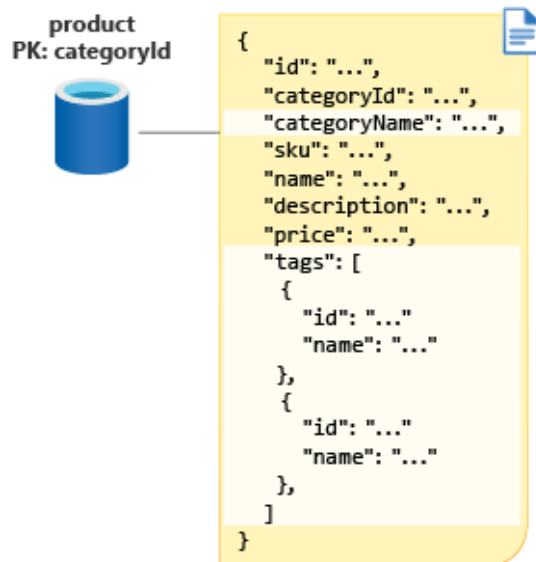 product
PK: categoryId
{
"id": "...",
"categoryId": "...",
"categoryName": "...",
"sku": "...",
"name": "...",
"description": "...",
"price": "...",
"tags": [
{
"id": "..."
"name": "..."
},
{
"id": "..."
"name": "..."
},
]
}